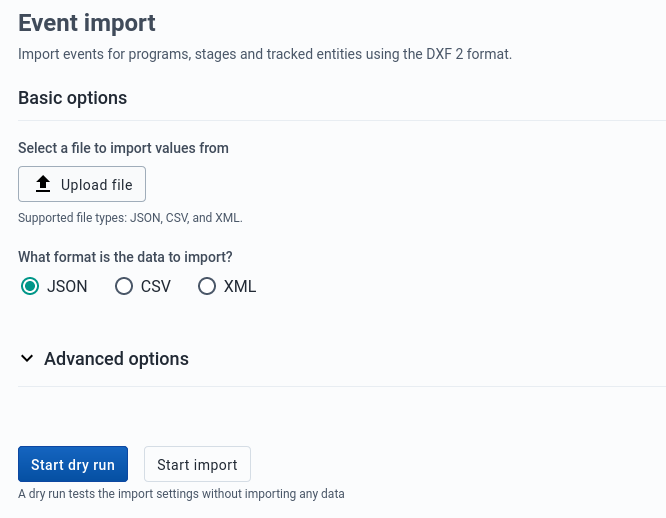 Event import
Import events for programs, stages and tracked entities using the DXF 2 format.
Basic options
Select a file to import values from
Upload file
Supported file types: JSON, CSV, and XML.
What format is the data to import?
JSON CSV XML
Advanced options
Start dry run Start import
A dry run tests the import settings without importing any data